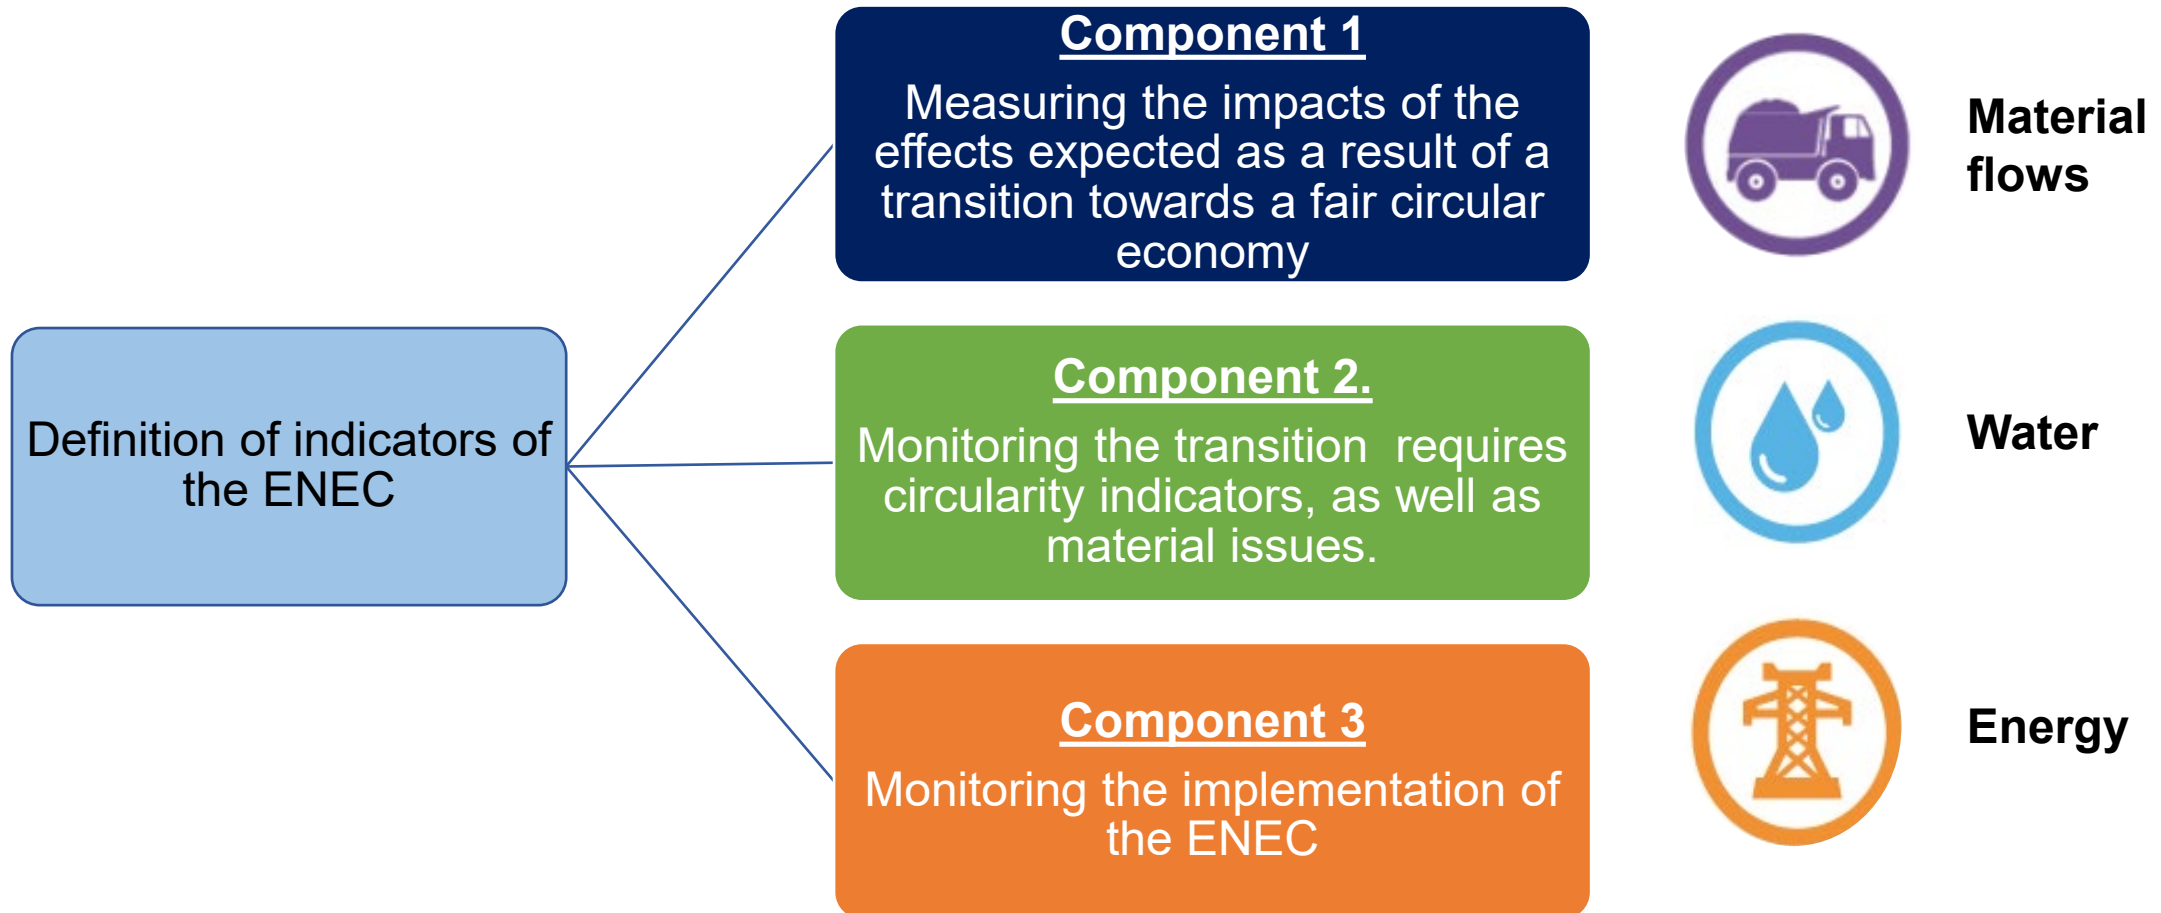 Definition of indicators of
the ENEC
Component 1
Measuring the impacts of the
effects expected as a result of a
transition towards a fair circular
economy
Component 2.
Monitoring the transition  requires
circularity indicators, as well as
material issues.
Component 3
Monitoring the implementation of
the ENEC
Material
flows
Water
Energy